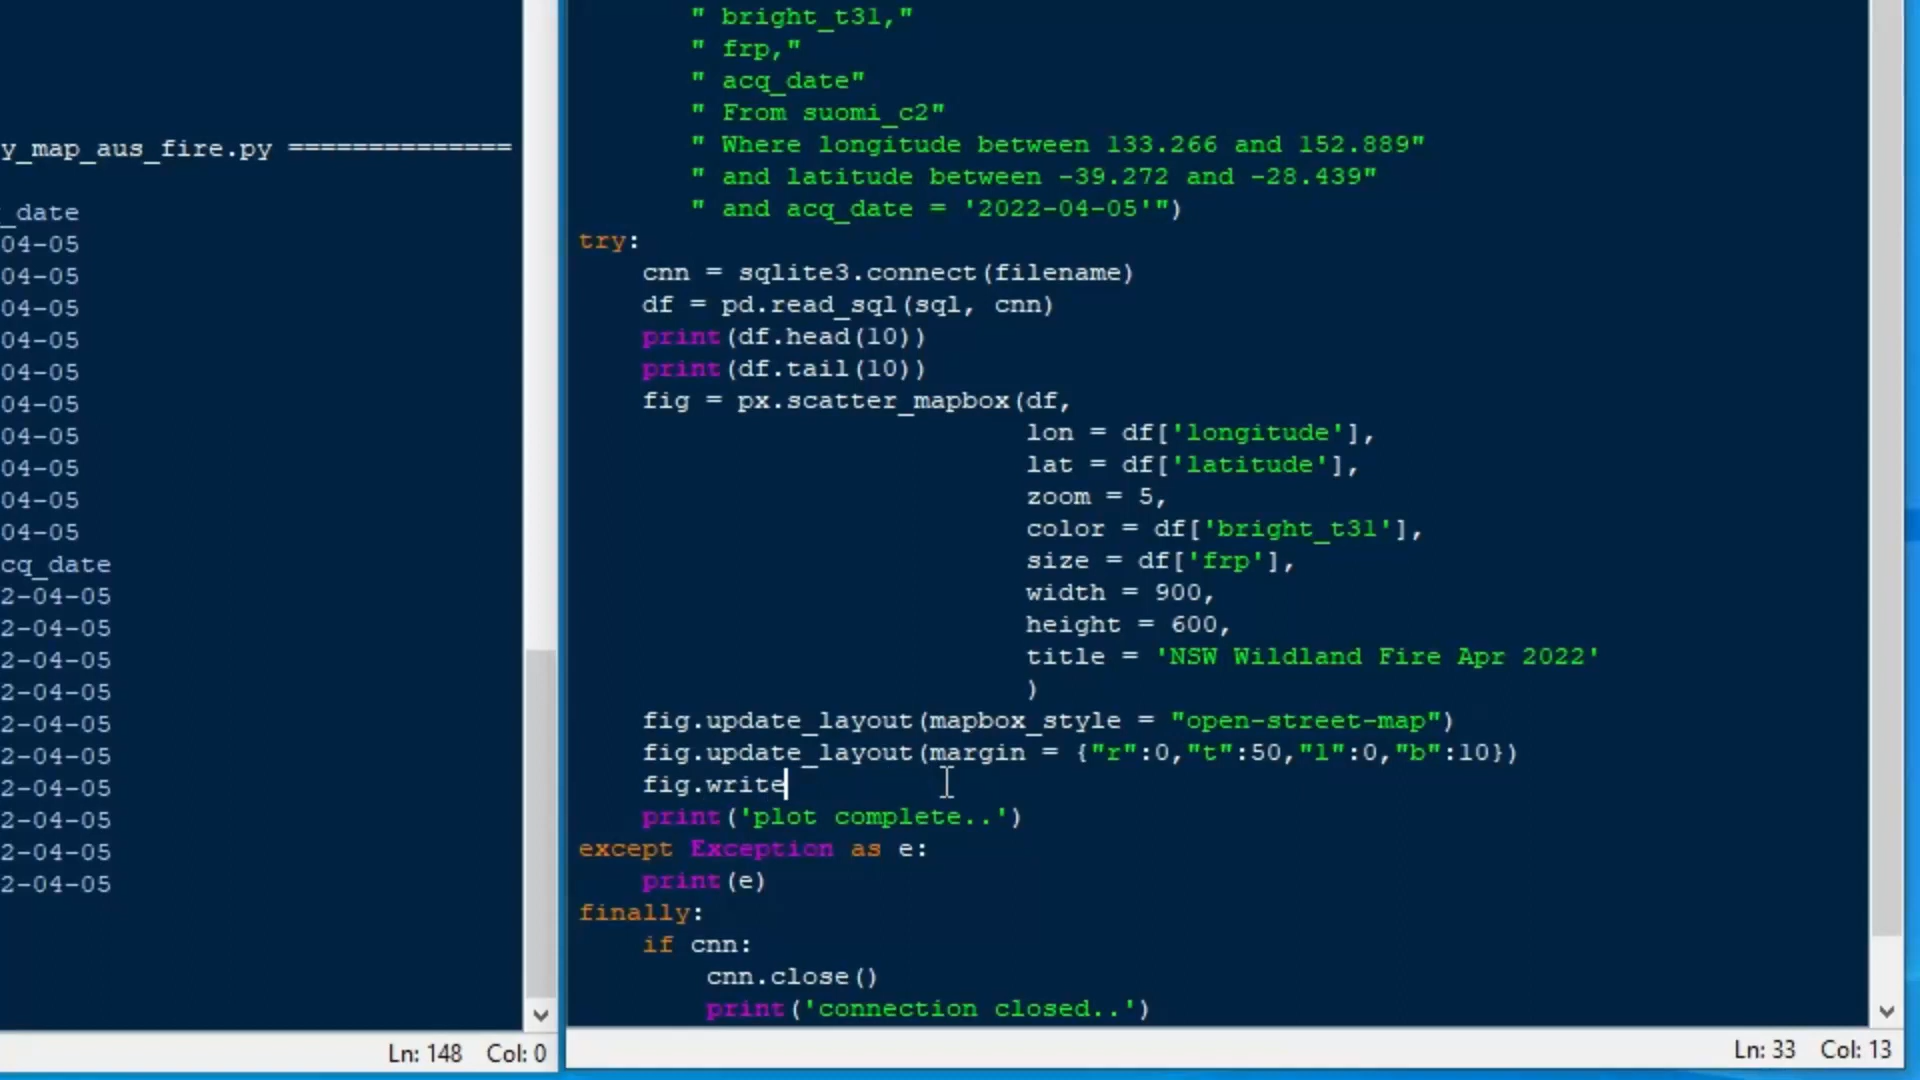 y_map_aus_fire.py ==============
_date
04-05
04-05
04-05
04-05
04-05
04-05
04-05
04-05
04-05
04-05
cq_date
2-04-05
2-04-05
2-04-05
2-04-05
2-04-05
2-04-05
2-04-05
2-04-05
2-04-05
2-04-05
Ln: 148 Col: 0
" bright_t31,"
" frp,"
" acq_date"
" From suomi_c2"
" Where longitude between 133.266 and 152.889"
" and latitude between -39.272 and -28.439"
" and acq_date = '2022-04-05'")
try:
cnn = sqlite3.connect(filename)
df = pd.read_sql(sql, cnn)
print(df.head(10))
print(df.tail(10))
fig = px.scatter_mapbox(df,
lon = df['longitude'],
lat = df['latitude'],
zoom = 5,
color = df['bright_t31'],
size = df['frp'],
width = 900,
height = 600,
title = 'NSW Wildland Fire Apr 2022'
)
fig.update_layout(mapbox_style = "open-street-map")
fig.update_layout(margin = {"r":0,"t":50,"l":0,"b":10})
fig.write
print('plot complete..')
except Exception as e:
print(e)
finally:
if cnn:
cnn.close()
print('connection closed..')
Ln: 33 Col: 13